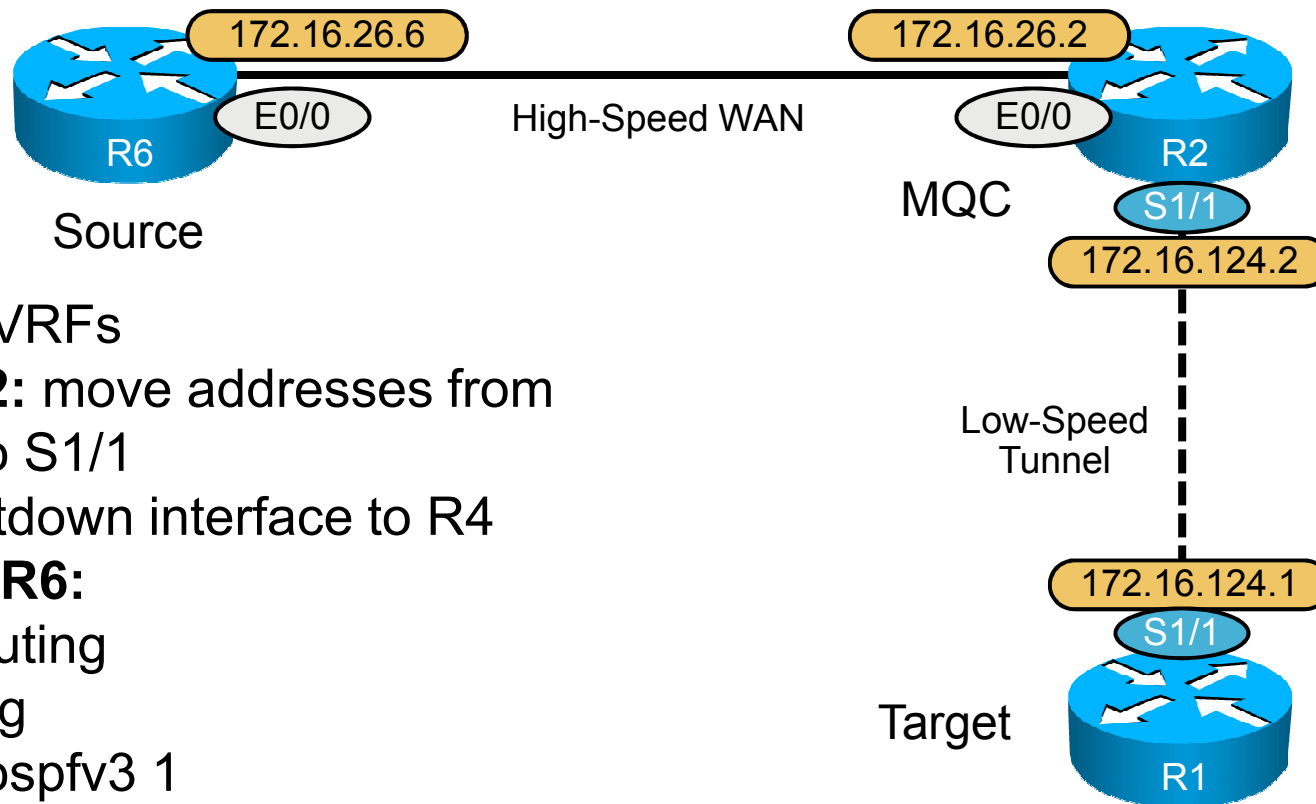 172.16.26.6
172.16.26.2
E0/0
High-Speed WAN
E0/0
R6
R2
MQC
S1/1
Source
172.16.124.2
VRFs
2: move addresses from
S1/1
tdown interface to R4
R6:
uting
g
ospfv3 1
Low-Speed
Tunnel
172.16.124.1
S1/1
Target
R1